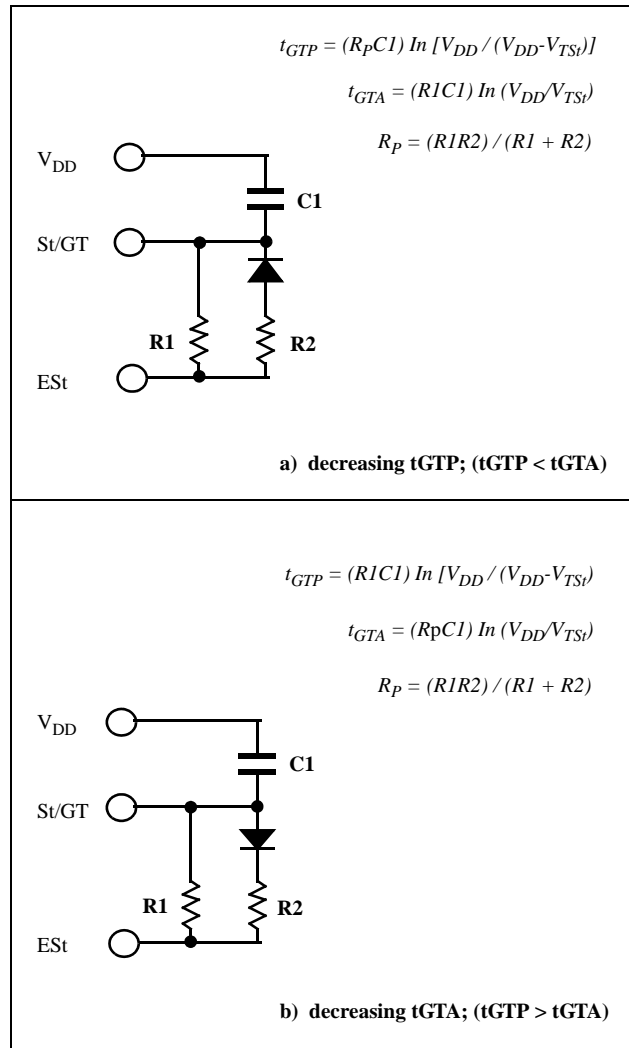 t_GTP = (R_PC1) In [V_DD / (V_DD-V_TSt)]
t_GTA = (R1C1) In (V_DD/V_TSt)
R_P = (R1R2) / (R1 + R2)
V_DD
C1
St/GT
R1
R2
ESt
a) decreasing tGTP; (tGTP < tGTA)
t_GTP = (R1C1) In [V_DD / (V_DD-V_TSt)
t_GTA = (RpC1) In (V_DD/V_TSt)
R_P = (R1R2) / (R1 + R2)
V_DD
C1
St/GT
R1
R2
ESt
b) decreasing tGTA; (tGTP > tGTA)